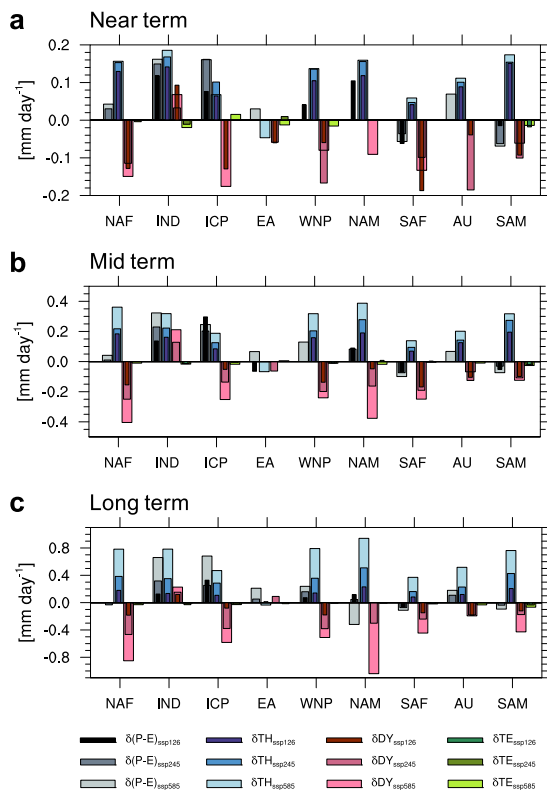 a Near term
0.2
0.1
0.0
-0.1
-0.2
[mm day-1]
NAF IND ICP EA WNP NAM SAF AU SAM
b Mid term
0.4
0.2
0.0
-0.2
-0.4
[mm day-1]
NAF IND ICP EA WNP NAM SAF AU SAM
c Long term
0.8
0.4
0.0
-0.4
-0.8
[mm day-1]
NAF IND ICP EA WNP NAM SAF AU SAM
δ(P-E)ssp126 δTHssp126 δDYssp126 δTEssp126
δ(P-E)ssp245 δTHssp245 δDYssp245 δTEssp245
δ(P-E)ssp585 δTHssp585 δDYssp585 δTEssp585